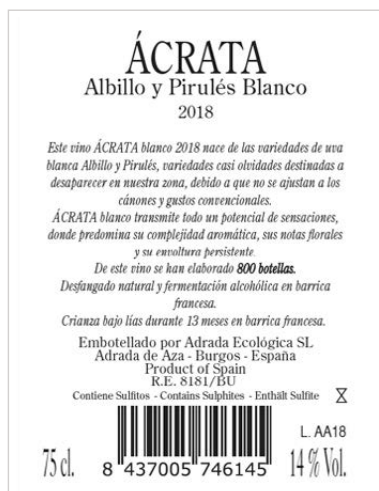 ÁCRATA
Albillo y Pirulés Blanco
2018
Este vino ÁCRATA blanco 2018 nace de las variedades de uva
blanca Albillo y Pirulés, variedades casi olvidades destinadas a
desaparecer en nuestra zona, debido a que no se ajustan a los
cánones y gustos convencionales.
ÁCRATA blanco transmite todo un potencial de sensaciones,
donde predomina su complejidad aromática, sus notas florales
y su envoltura persistente.
De este vino se han elaborado 800 botellas.
Desfangado natural y fermentación alcohólica en barrica
francesa.
Crianza bajo lías durante 13 meses en barrica francesa.
Embotellado por Adrada Ecológica SL
Adrada de Aza - Burgos - España
Product of Spain
R.E. 8181/BU
Contiene Sulfitos - Contains Sulphites - Enthält Sulfite
L. AA18
75 cl.
8 437005 746145
14 % Vol.